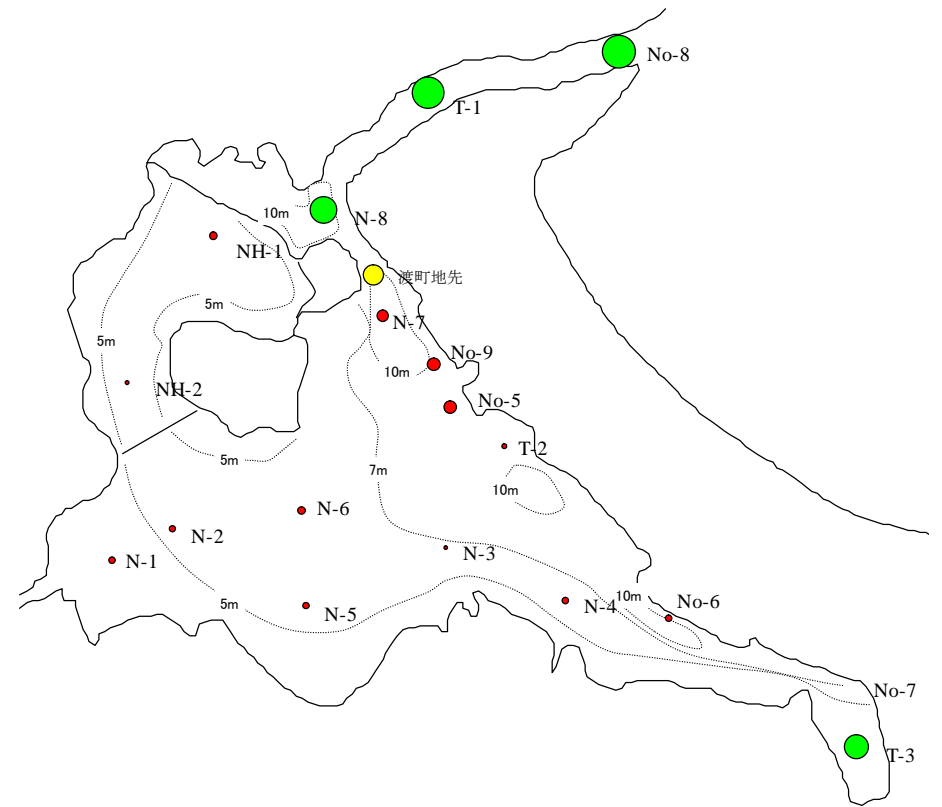 No-8
T-1
10m
N-8
NH-1
渡町地先
5m
N-7
5m
No-9
10m
NH-2
No-5
T-2
5m
7m
10m
N-6
N-2
N-3
N-1
5m
N-5
N-4
10m
No-6
No-7
T-3